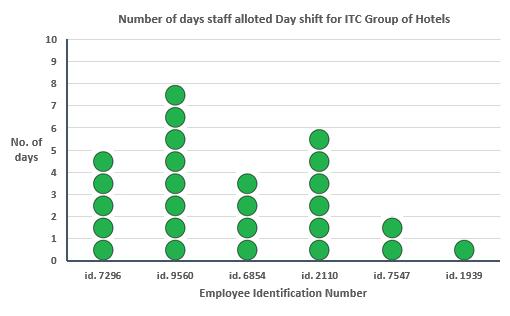 Number of days staff alloted Day shift for ITC Group of Hotels
10
9
8
7
6
5
4
3
2
1
0
No. of
days
id. 7296 id. 9560 id. 6854 id. 2110 id. 7547 id. 1939
Employee Identification Number